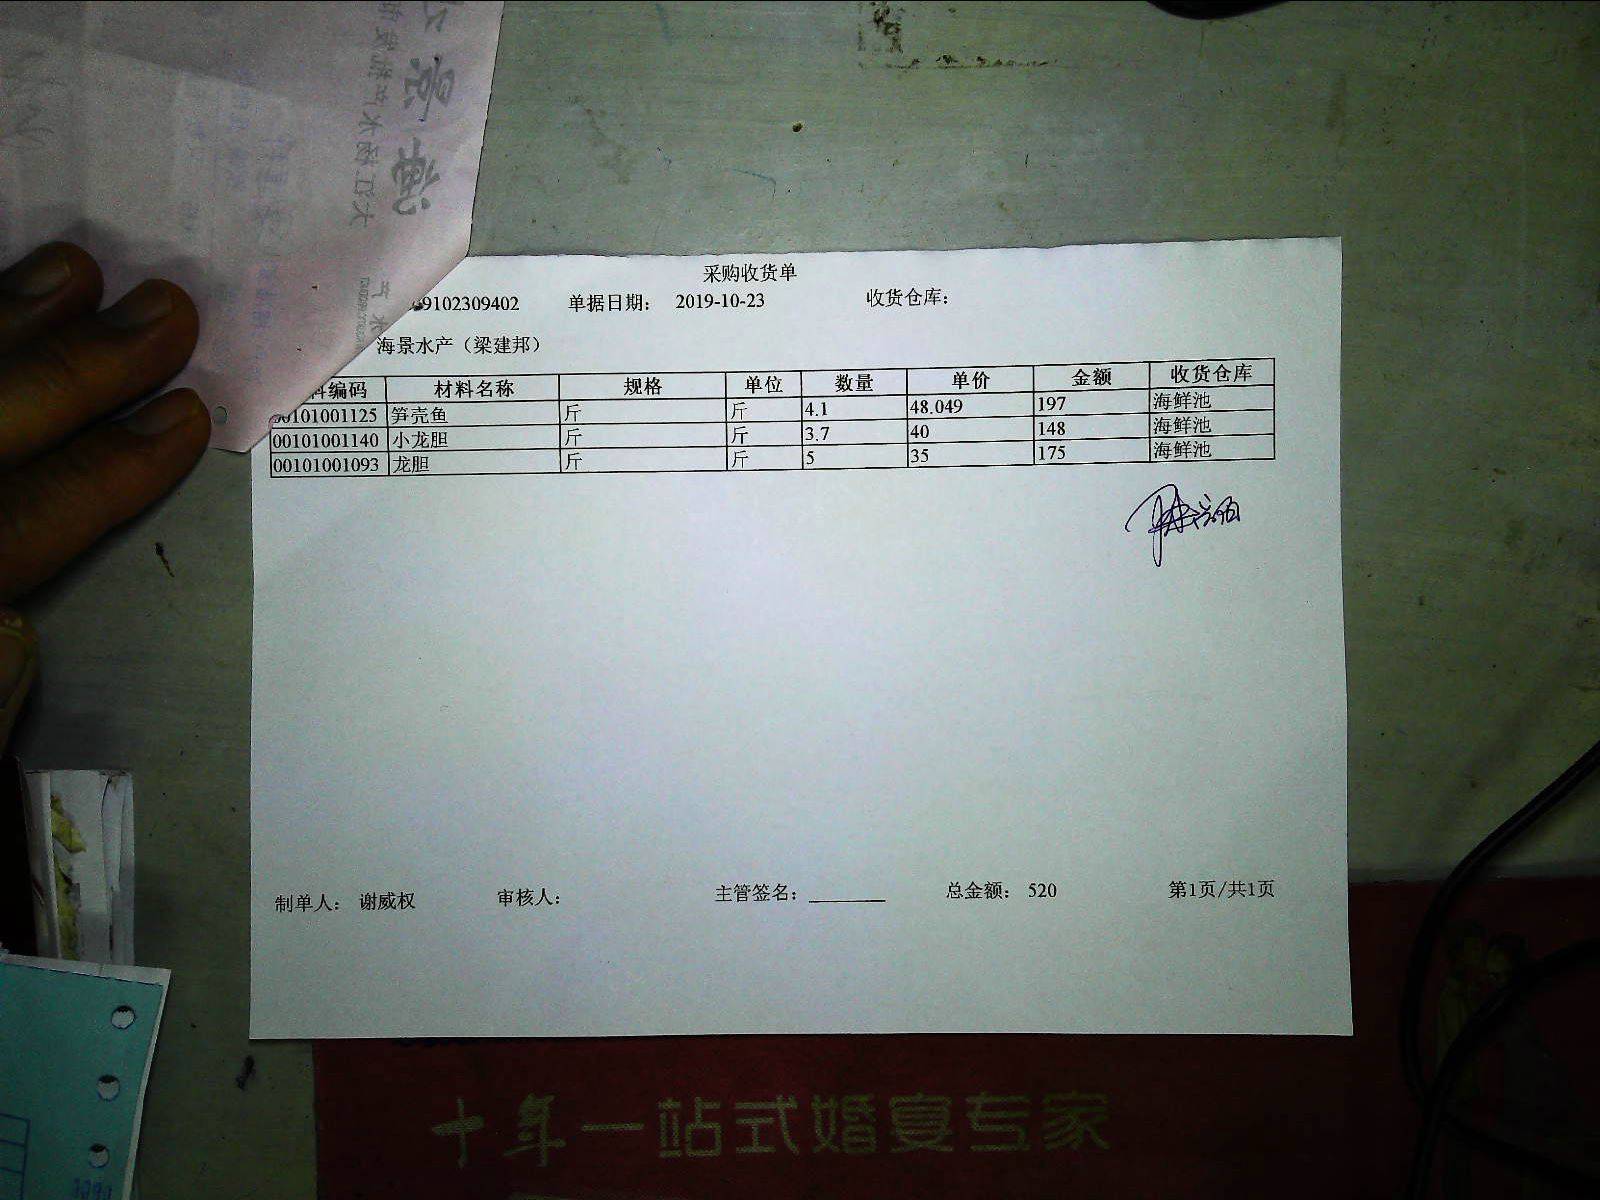 采购收货单
9102309402 单据日期： 2019-10-23 收货仓库：
海景水产（梁建邦）
编码 材料名称 规格 单位 数量 单价 金额 收货仓库
00101001125 笋壳鱼 斤 斤 4.1 48.049 197 海鲜池
00101001140 小龙胆 斤 斤 3.7 40 148 海鲜池
00101001093 龙胆 斤 斤 5 35 175 海鲜池
制单人： 谢威权 审核人： 主管签名： 总金额： 520 第1页/共1页
十年一站式婚宴专家